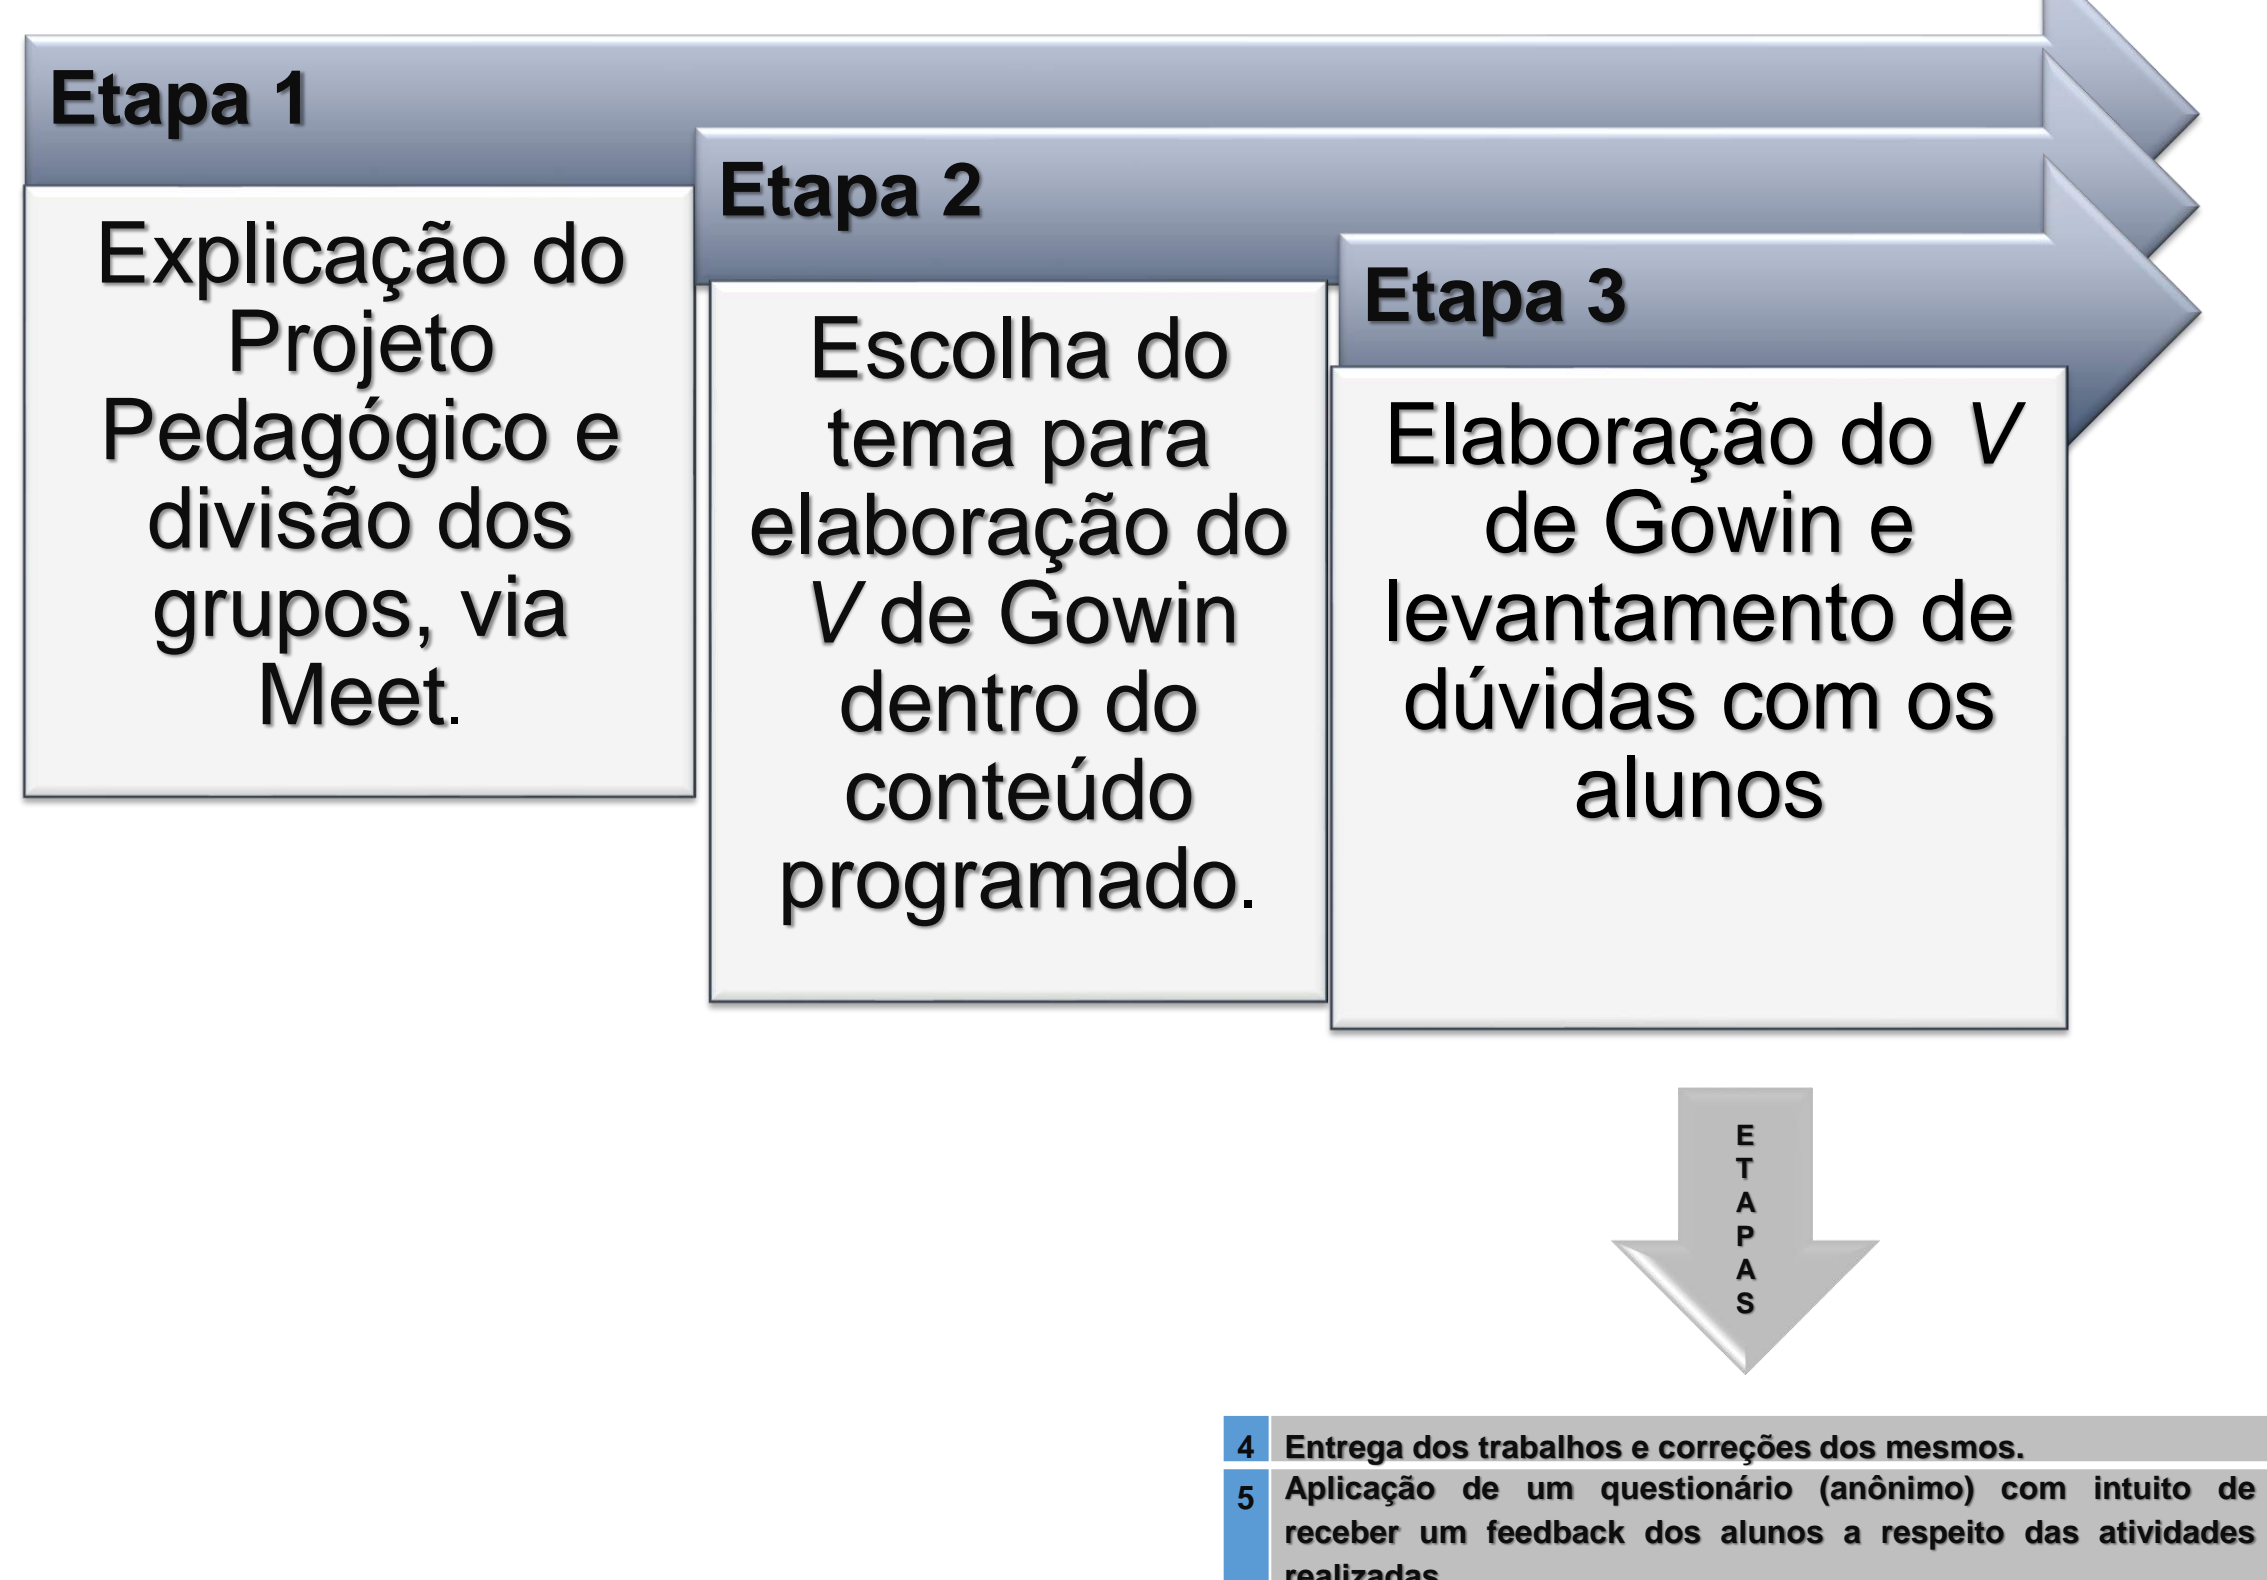 Etapa 1
Explicação do
Projeto
Pedagógico e
divisão dos
grupos, via
Meet.
Etapa 2
Escolha do
tema para
elaboração do
V de Gowin
dentro do
conteúdo
programado.
Etapa 3
Elaboração do V
de Gowin e
levantamento de
dúvidas com os
alunos
E
T
A
P
A
S
4 Entrega dos trabalhos e correções dos mesmos.
5 Aplicação de um questionário (anônimo) com intuito de
receber um feedback dos alunos a respeito das atividades
realizadas